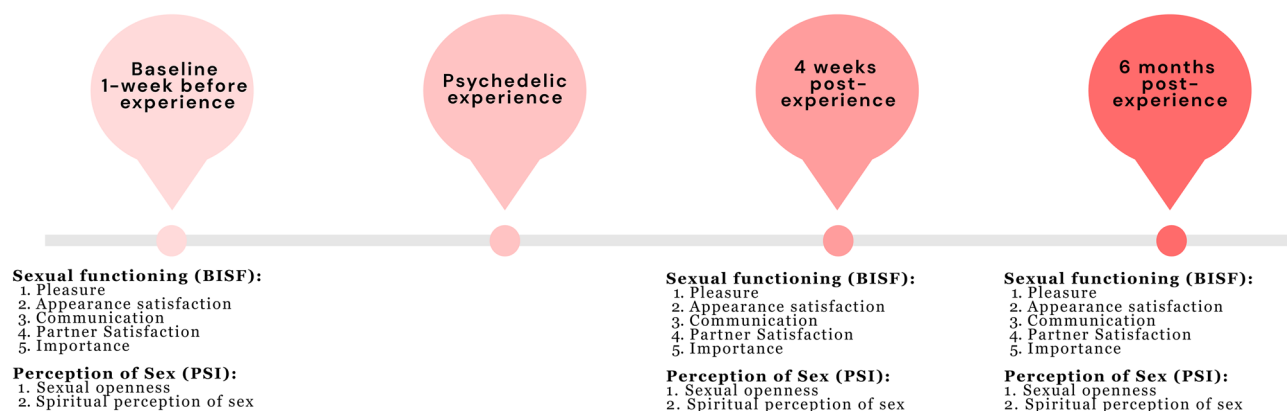 Baseline
1-week before
experience
Psychedelic
experience
4 weeks
post-
experience
6 months
post-
experience
Sexual functioning (BISF):
1. Pleasure
2. Appearance satisfaction
3. Communication
4. Partner Satisfaction
5. Importance
Perception of Sex (PSI):
1. Sexual openness
2. Spiritual perception of sex
Sexual functioning (BISF):
1. Pleasure
2. Appearance satisfaction
3. Communication
4. Partner Satisfaction
5. Importance
Perception of Sex (PSI):
1. Sexual openness
2. Spiritual perception of sex
Sexual functioning (BISF):
1. Pleasure
2. Appearance satisfaction
3. Communication
4. Partner Satisfaction
5. Importance
Perception of Sex (PSI):
1. Sexual openness
2. Spiritual perception of sex